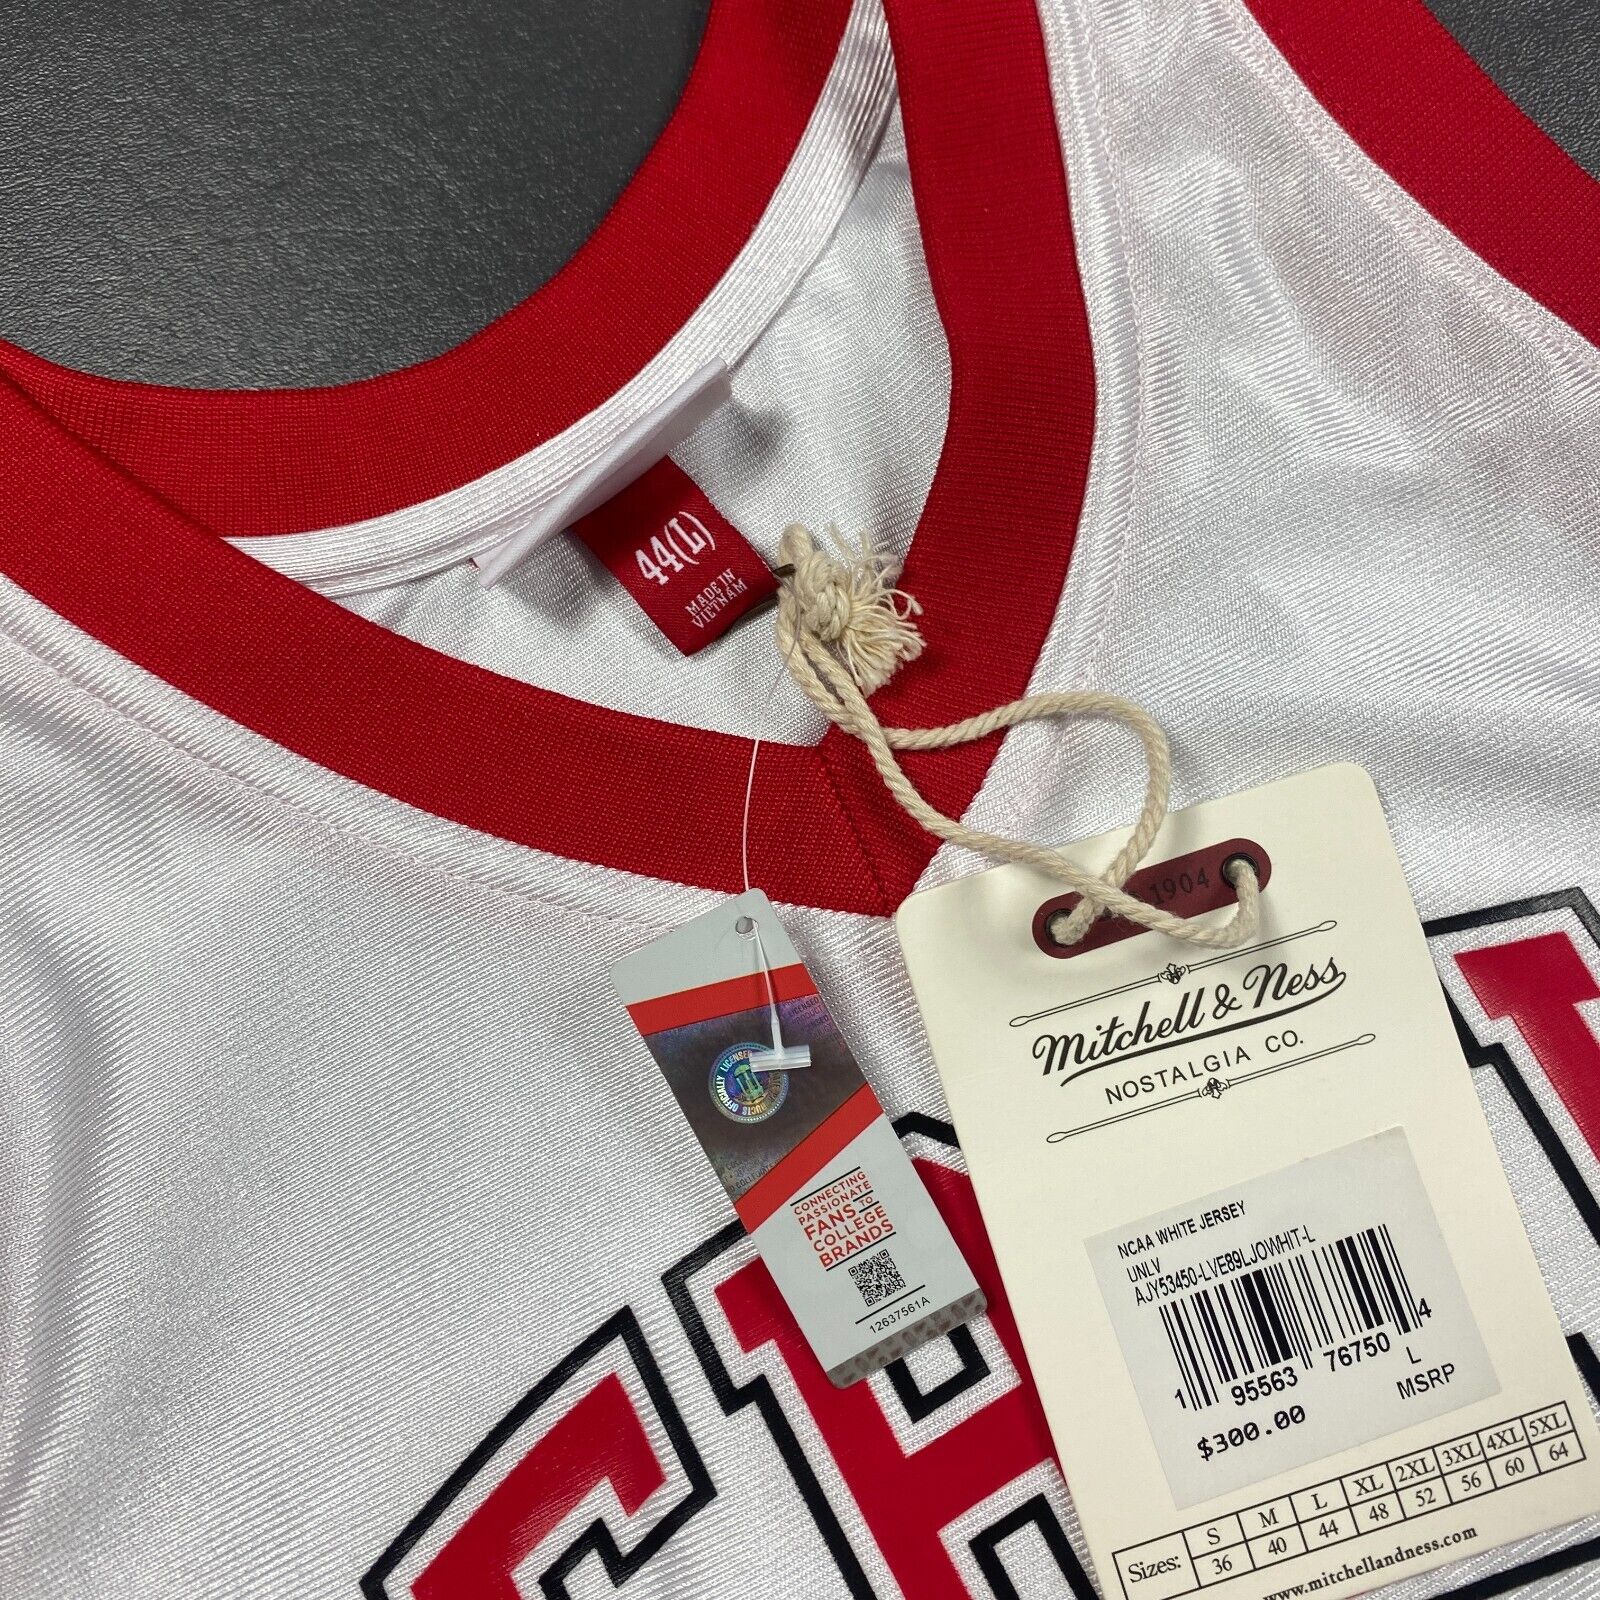 44(L)
MADE IN
VIETNAM
1904
Mitchell & Ness
NOSTALGIA CO.
OFFICIALLY LICENSED
CONNECTING
PASSIONATE
FANS TO
COLLEGE
BRANDS
12637561A
NCAA WHITE JERSEY
UNLV
AJY53450-LVE89LJOWHIT-L
1 95563 76750 4
L
$300.00 MSRP
Sizes: S M L XL 2XL 3XL 4XL 5XL
36 40 44 48 52 56 60 64
www.mitchellandness.com